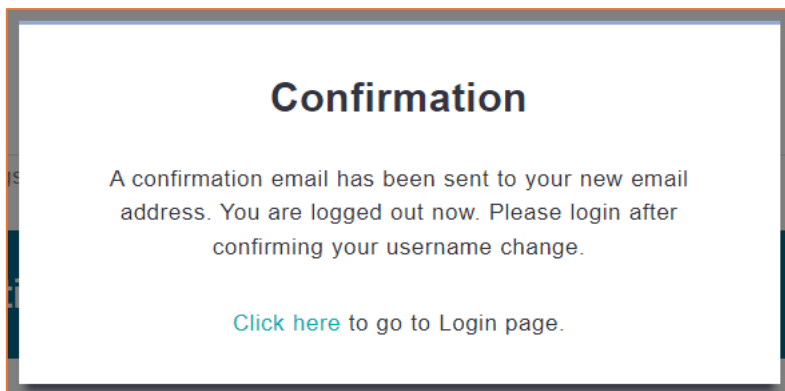 Confirmation
A confirmation email has been sent to your new email
address. You are logged out now. Please login after
confirming your username change.
Click here to go to Login page.